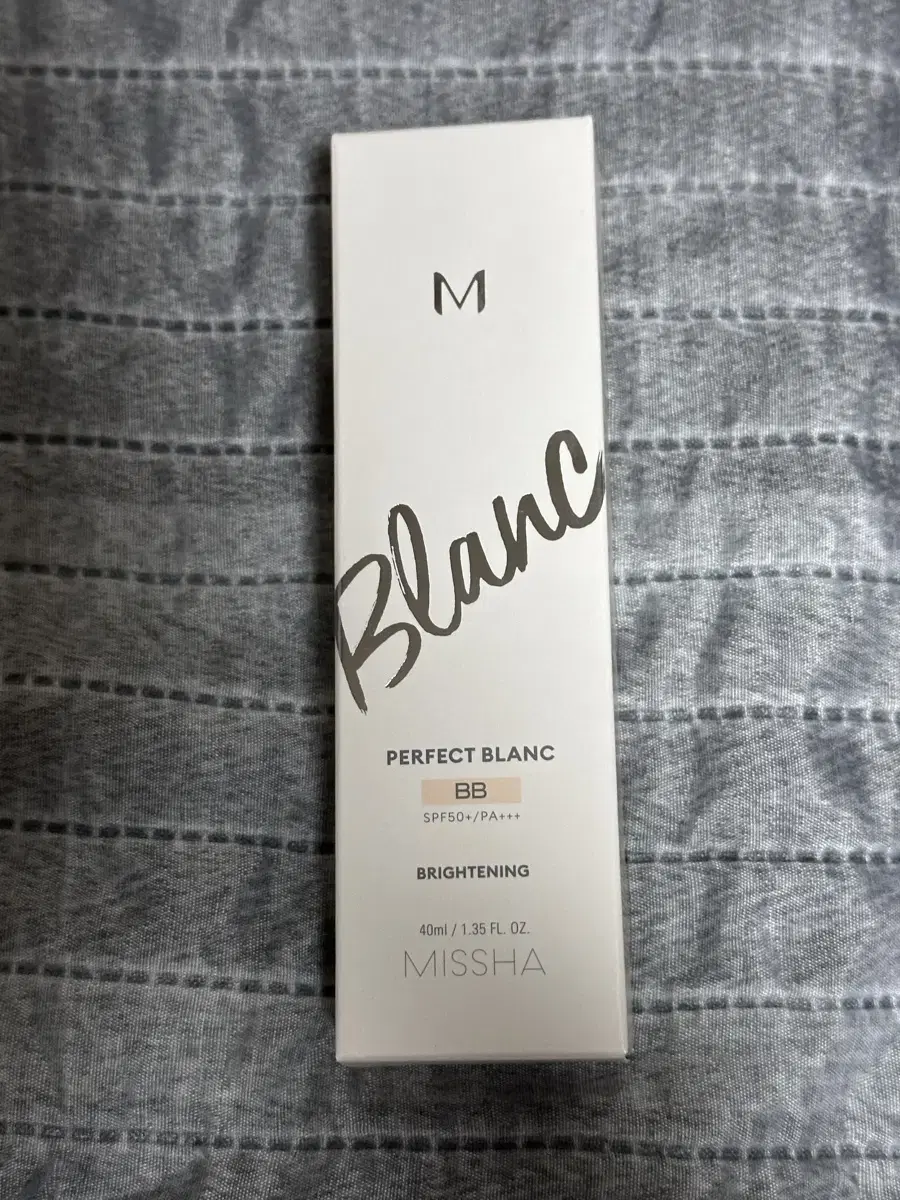 M
Blanc
PERFECT BLANC
BB
SPF50+/PA+++
BRIGHTENING
40ml / 1.35 FL. OZ.
MISSHA